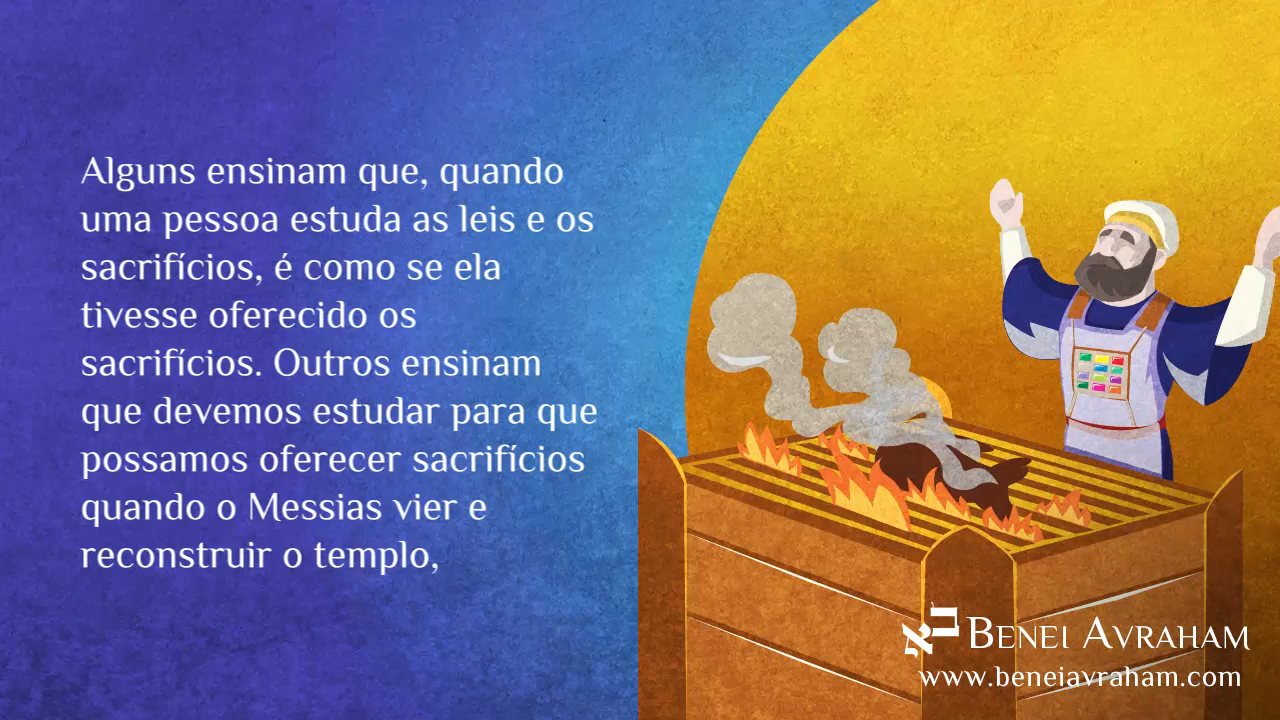 Alguns ensinam que, quando
uma pessoa estuda as leis e os
sacrifícios, é como se ela
tivesse oferecido os
sacrifícios. Outros ensinam
que devemos estudar para que
possamos oferecer sacrifícios
quando o Messias vier e
reconstruir o templo,
בא BENEI AVRAHAM
www.beneiavraham.com